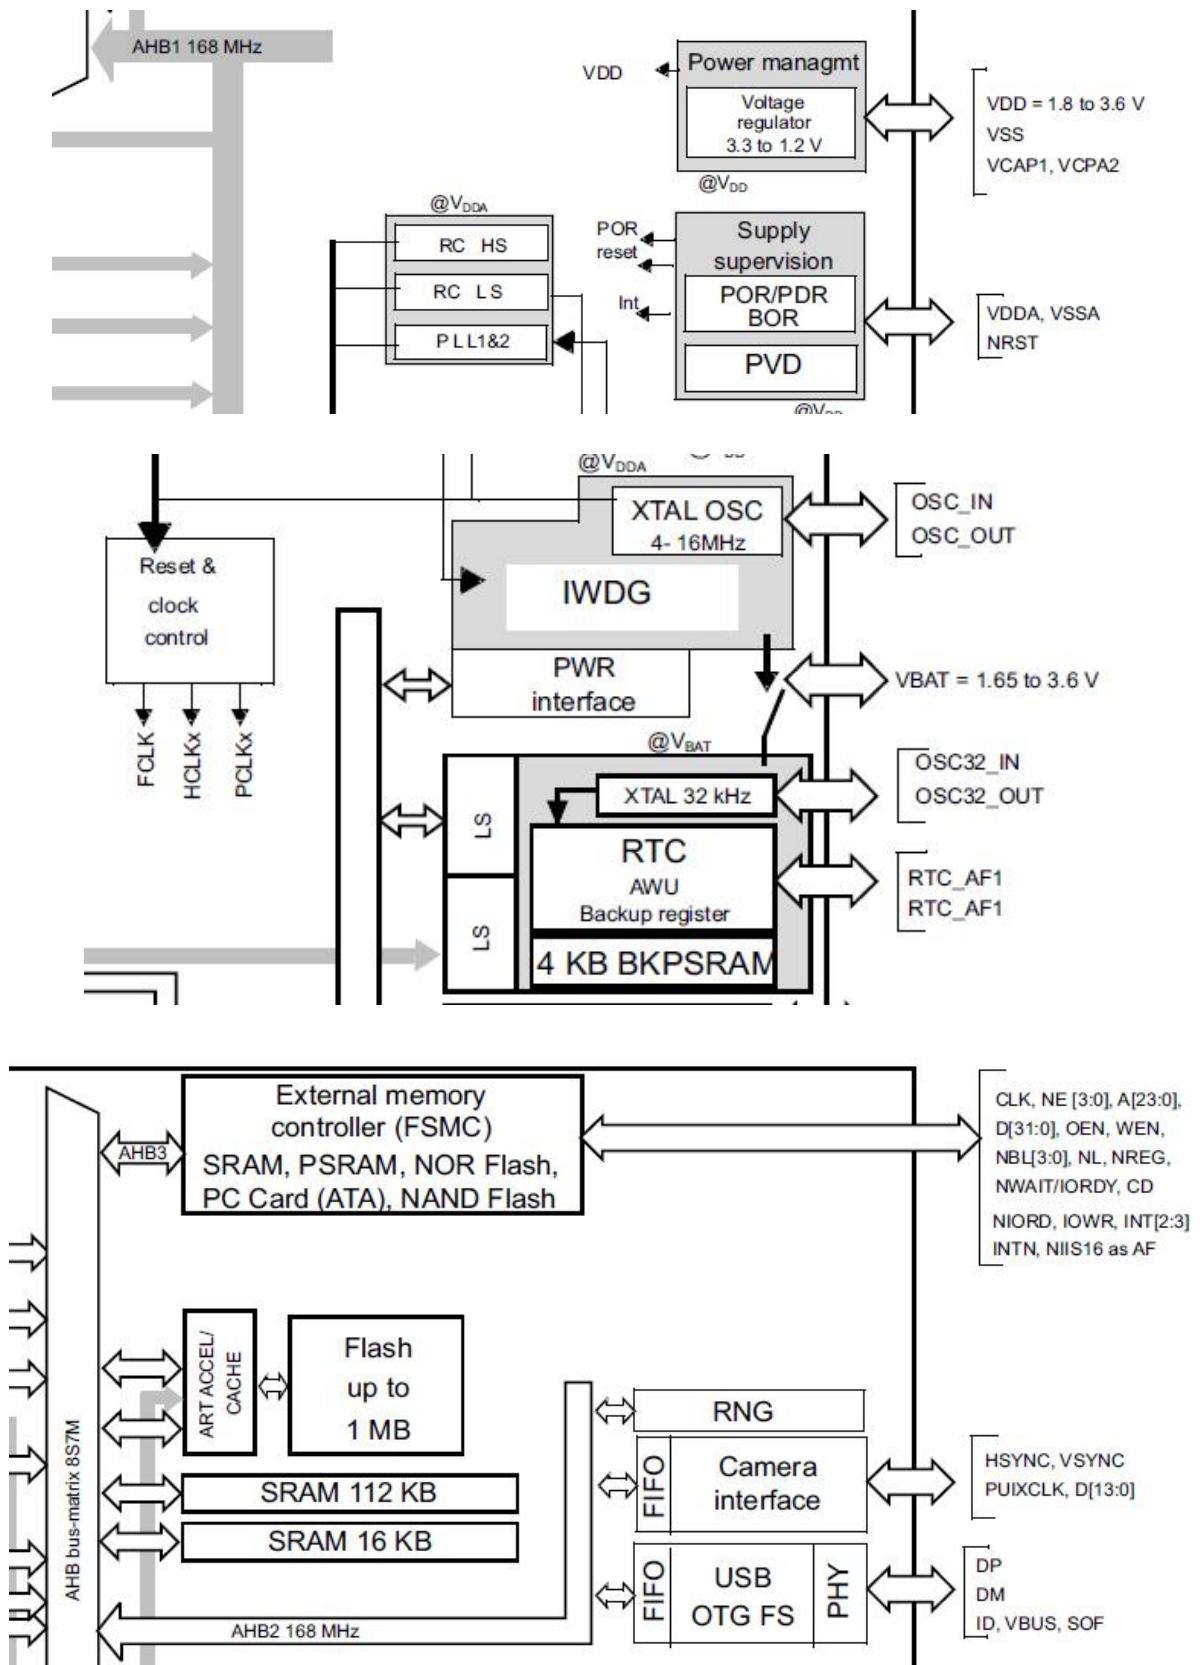 AHB1 168 MHz
VDD
Power managmt
Voltage
regulator
3.3 to 1.2 V
@VDD
VDD = 1.8 to 3.6 V
VSS
VCAP1, VCPA2
@VDDA
RC HS
RC L S
P L L1&2
POR
reset
Int
Supply
supervision
POR/PDR
BOR
PVD
@VDD
VDDA, VSSA
NRST
@VDDA
XTAL OSC
4- 16MHz
IWDG
OSC_IN
OSC_OUT
Reset &
clock
control
FCLK
HCLKx
PCLKx
PWR
interface
VBAT = 1.65 to 3.6 V
@VBAT
LS
LS
XTAL 32 kHz
RTC
AWU
Backup register
4 KB BKPSRAM
OSC32_IN
OSC32_OUT
RTC_AF1
RTC_AF1
External memory
controller (FSMC)
SRAM, PSRAM, NOR Flash,
PC Card (ATA), NAND Flash
AHB3
CLK, NE [3:0], A[23:0],
D[31:0], OEN, WEN,
NBL[3:0], NL, NREG,
NWAIT/IORDY, CD
NIORD, IOWR, INT[2:3]
INTN, NIIS16 as AF
AHB bus-matrix 8S7M
ART ACCEL/
CACHE
Flash
up to
1 MB
SRAM 112 KB
SRAM 16 KB
AHB2 168 MHz
RNG
FIFO
Camera
interface
HSYNC, VSYNC
PUIXCLK, D[13:0]
FIFO
USB
OTG FS
PHY
DP
DM
ID, VBUS, SOF